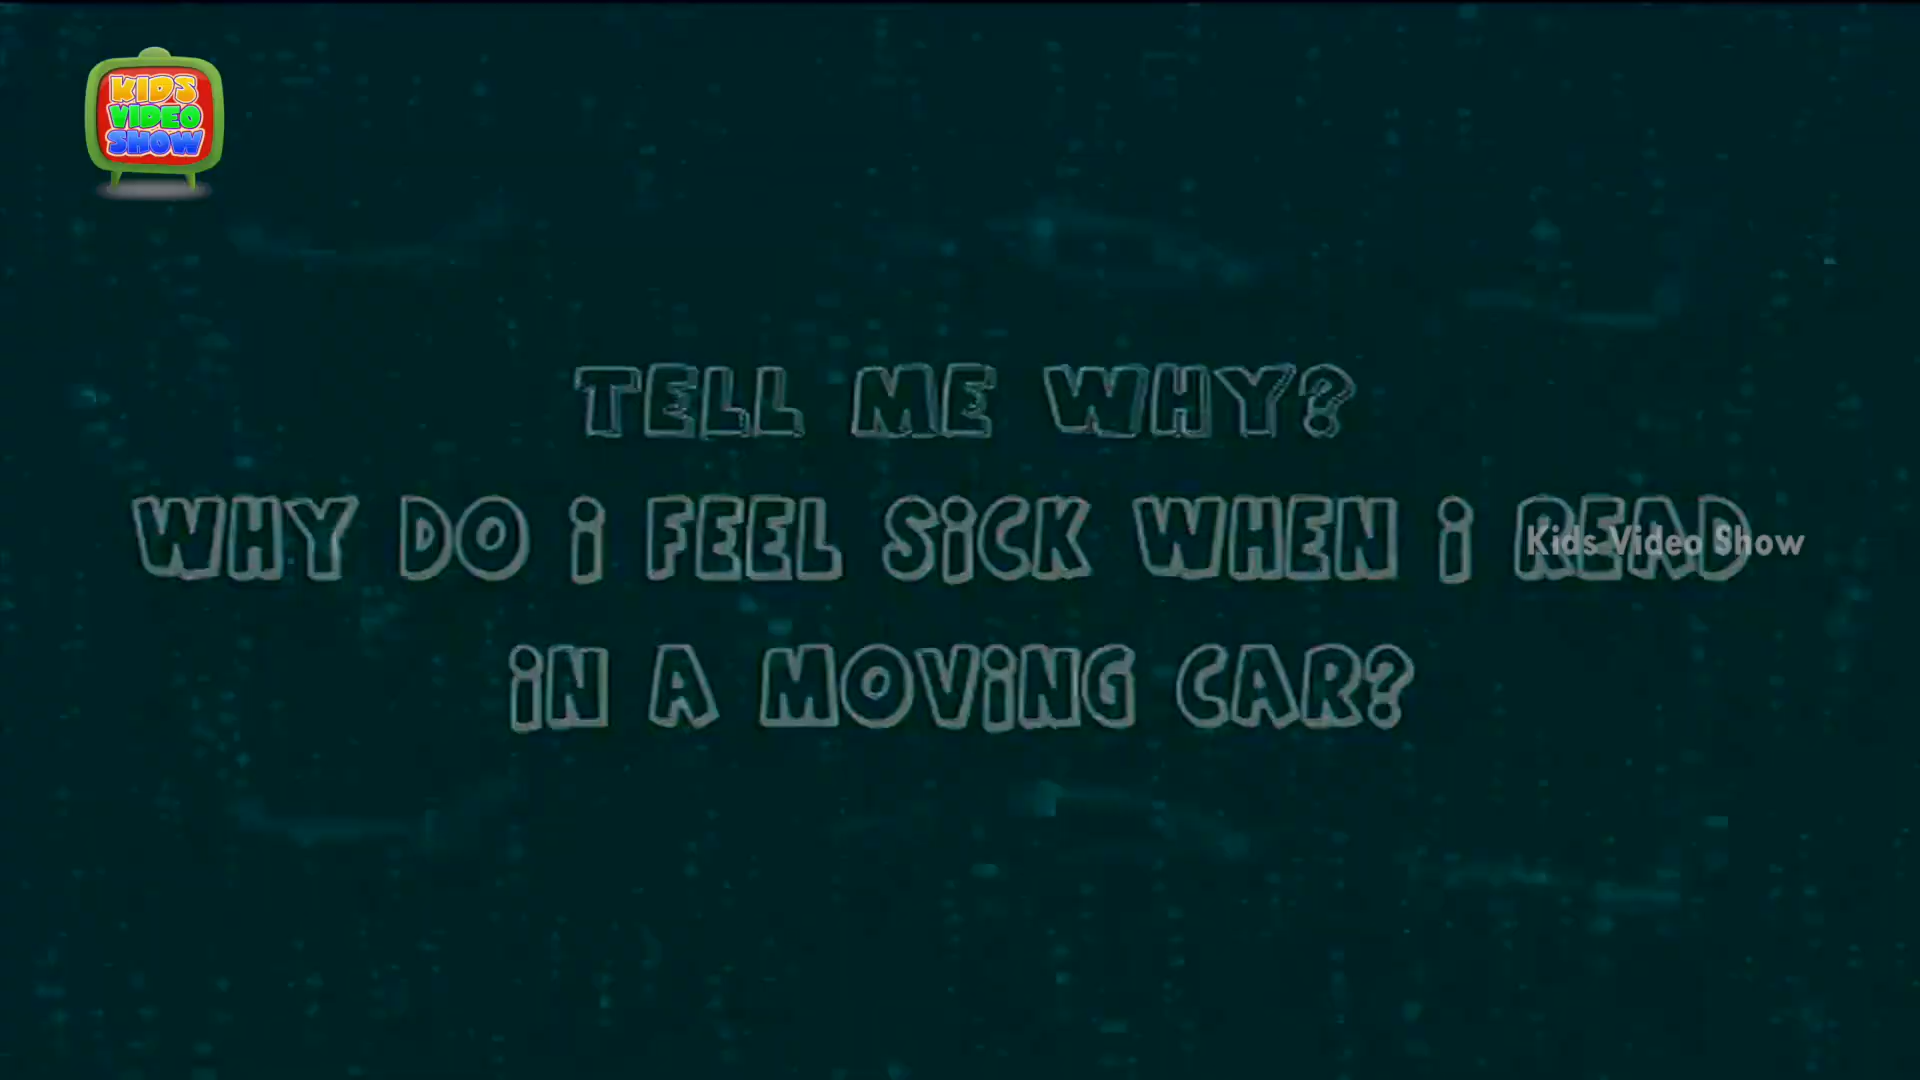 KIDS
VIDEO
SHOW
TELL ME WHY?
WHY DO i FEEL SiCK WHEN i READ
Kids Video Show
iN A MOViNG CAR?